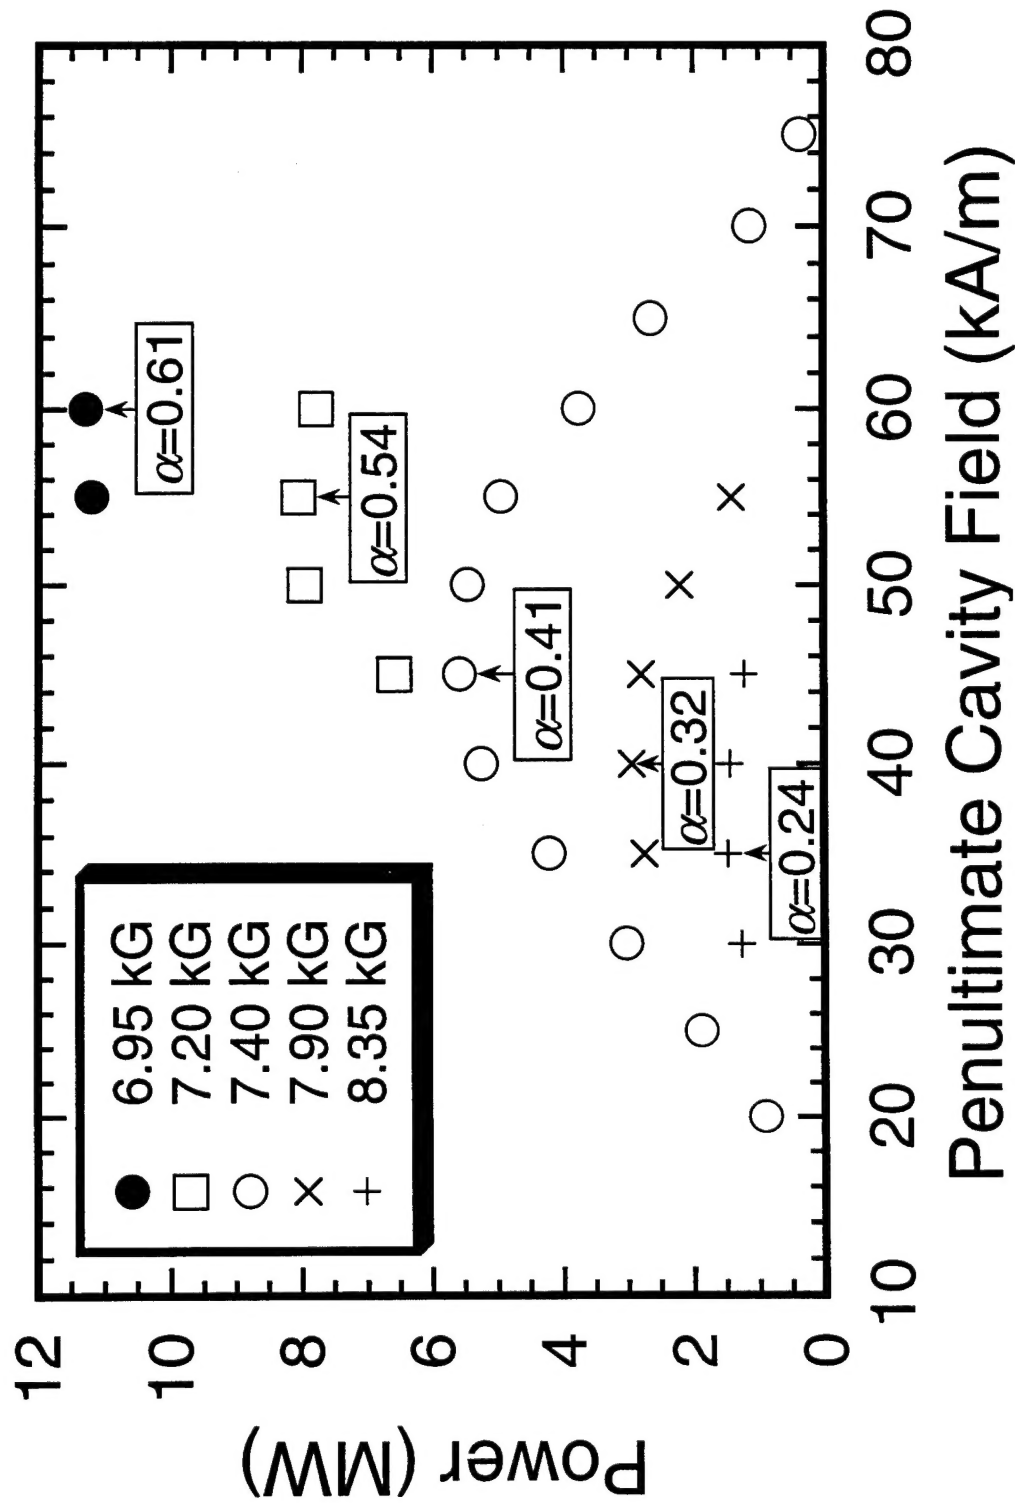 Power (MW)
12
10
8
6
4
2
0
6.95 kG
7.20 kG
7.40 kG
7.90 kG
8.35 kG
α=0.61
α=0.54
α=0.41
α=0.32
α=0.24
10 20 30 40 50 60 70 80
Penultimate Cavity Field (kA/m)